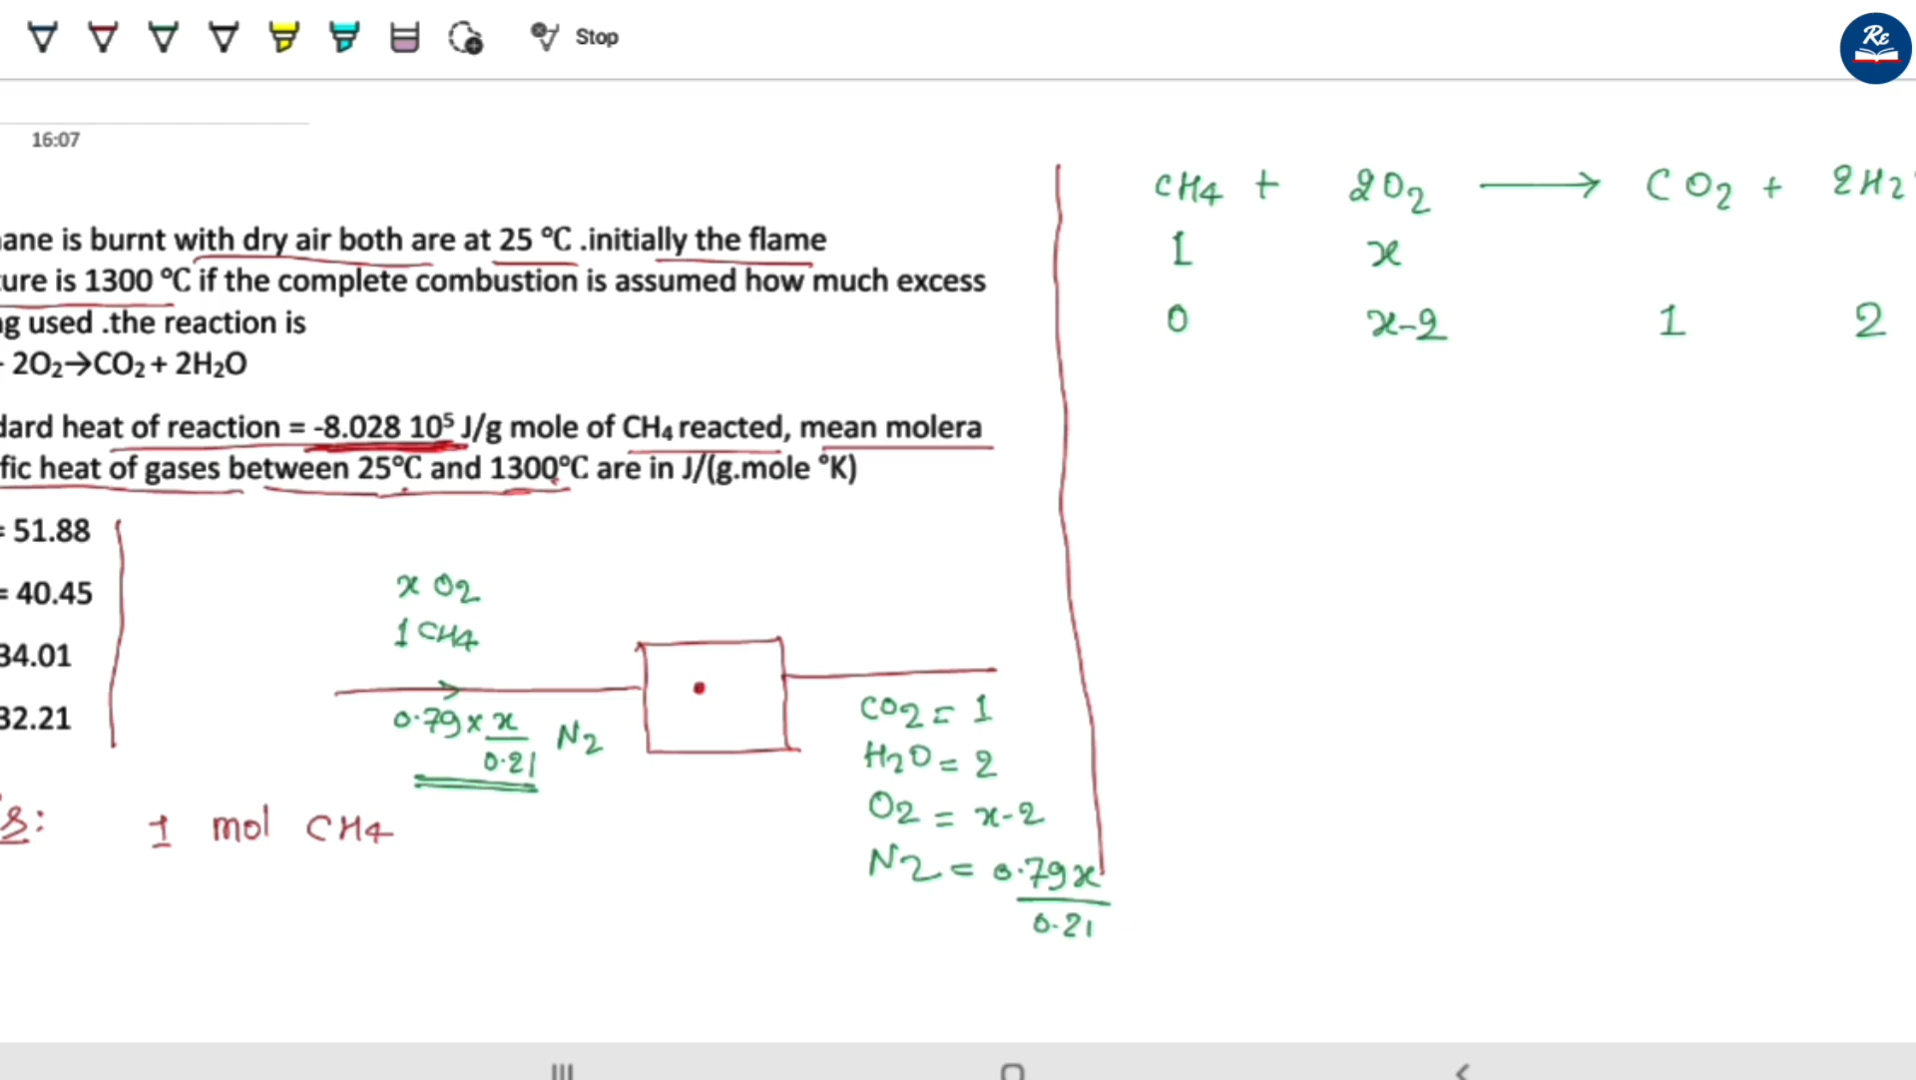 Stop
Rε
16:07
ane is burnt with dry air both are at 25 °C .initially the flame
ure is 1300 °C if the complete combustion is assumed how much excess
g used .the reaction is
2O₂→CO₂ + 2H₂O
dard heat of reaction = -8.028 10⁵ J/g mole of CH₄ reacted, mean molera
fic heat of gases between 25°C and 1300°C are in J/(g.mole °K)
= 51.88
= 40.45
34.01
32.21
x O2
1 CH4
0.79 × x/0.21 N2
CO2 = 1
H2O = 2
O2 = x-2
N2 = 0.79x/0.21
1 mol CH4
CH4 + 2O2 ⟶ CO2 + 2H2
1 x
0 x-2 1 2